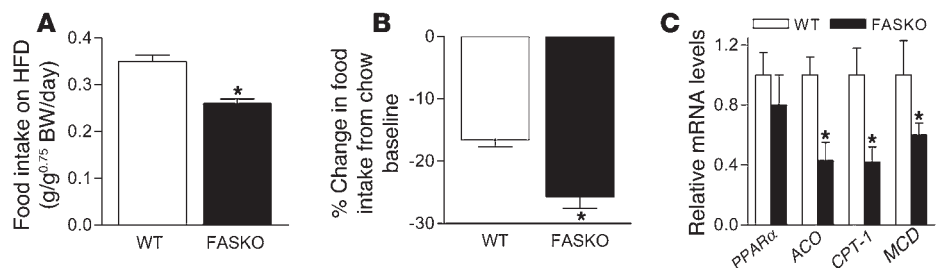 A
Food intake on HFD
(g/g0.75 BW/day)
0.4
0.3
0.2
0.1
0.0
*
WT
FASKO
B
% Change in food
intake from chow
baseline
0
-10
-20
-30
*
WT
FASKO
C
WT
FASKO
Relative mRNA levels
1.2
0.8
0.4
0.0
*
*
*
PPARα
ACO
CPT-1
MCD